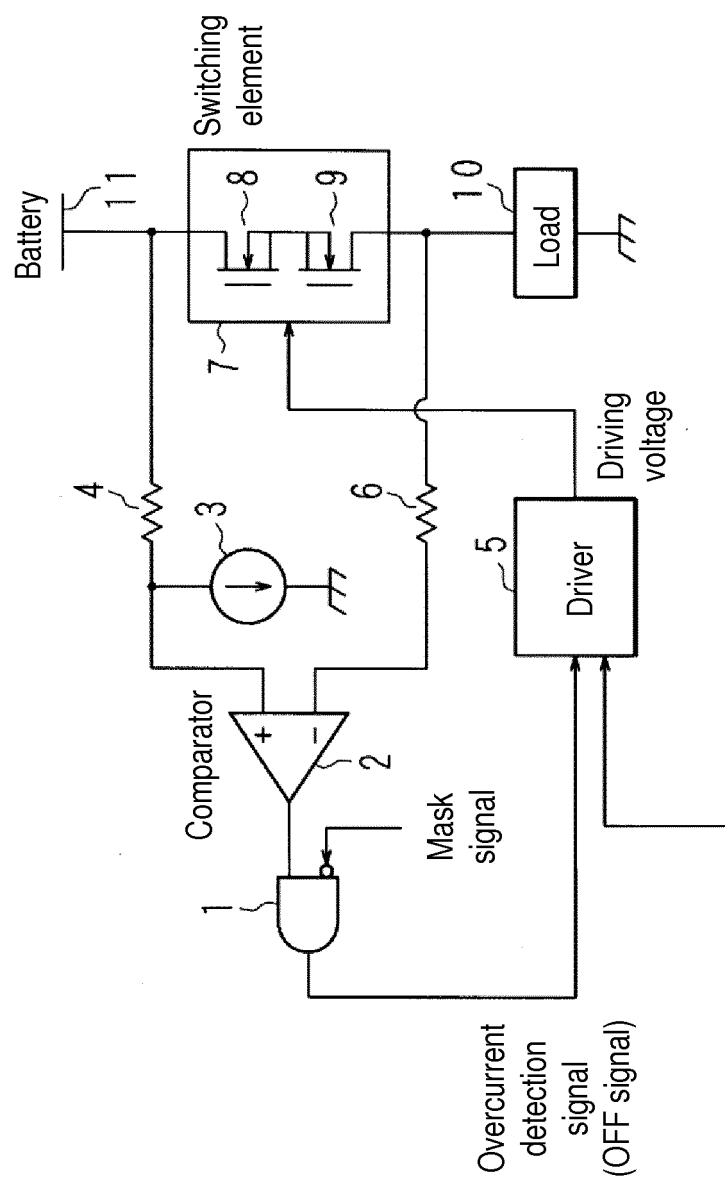 Battery
11
Switching
element
8
9
7
10
Load
4
3
6
Driving
voltage
5
Driver
Comparator
+
−
2
Mask
signal
1
Overcurrent
detection
signal
(OFF signal)